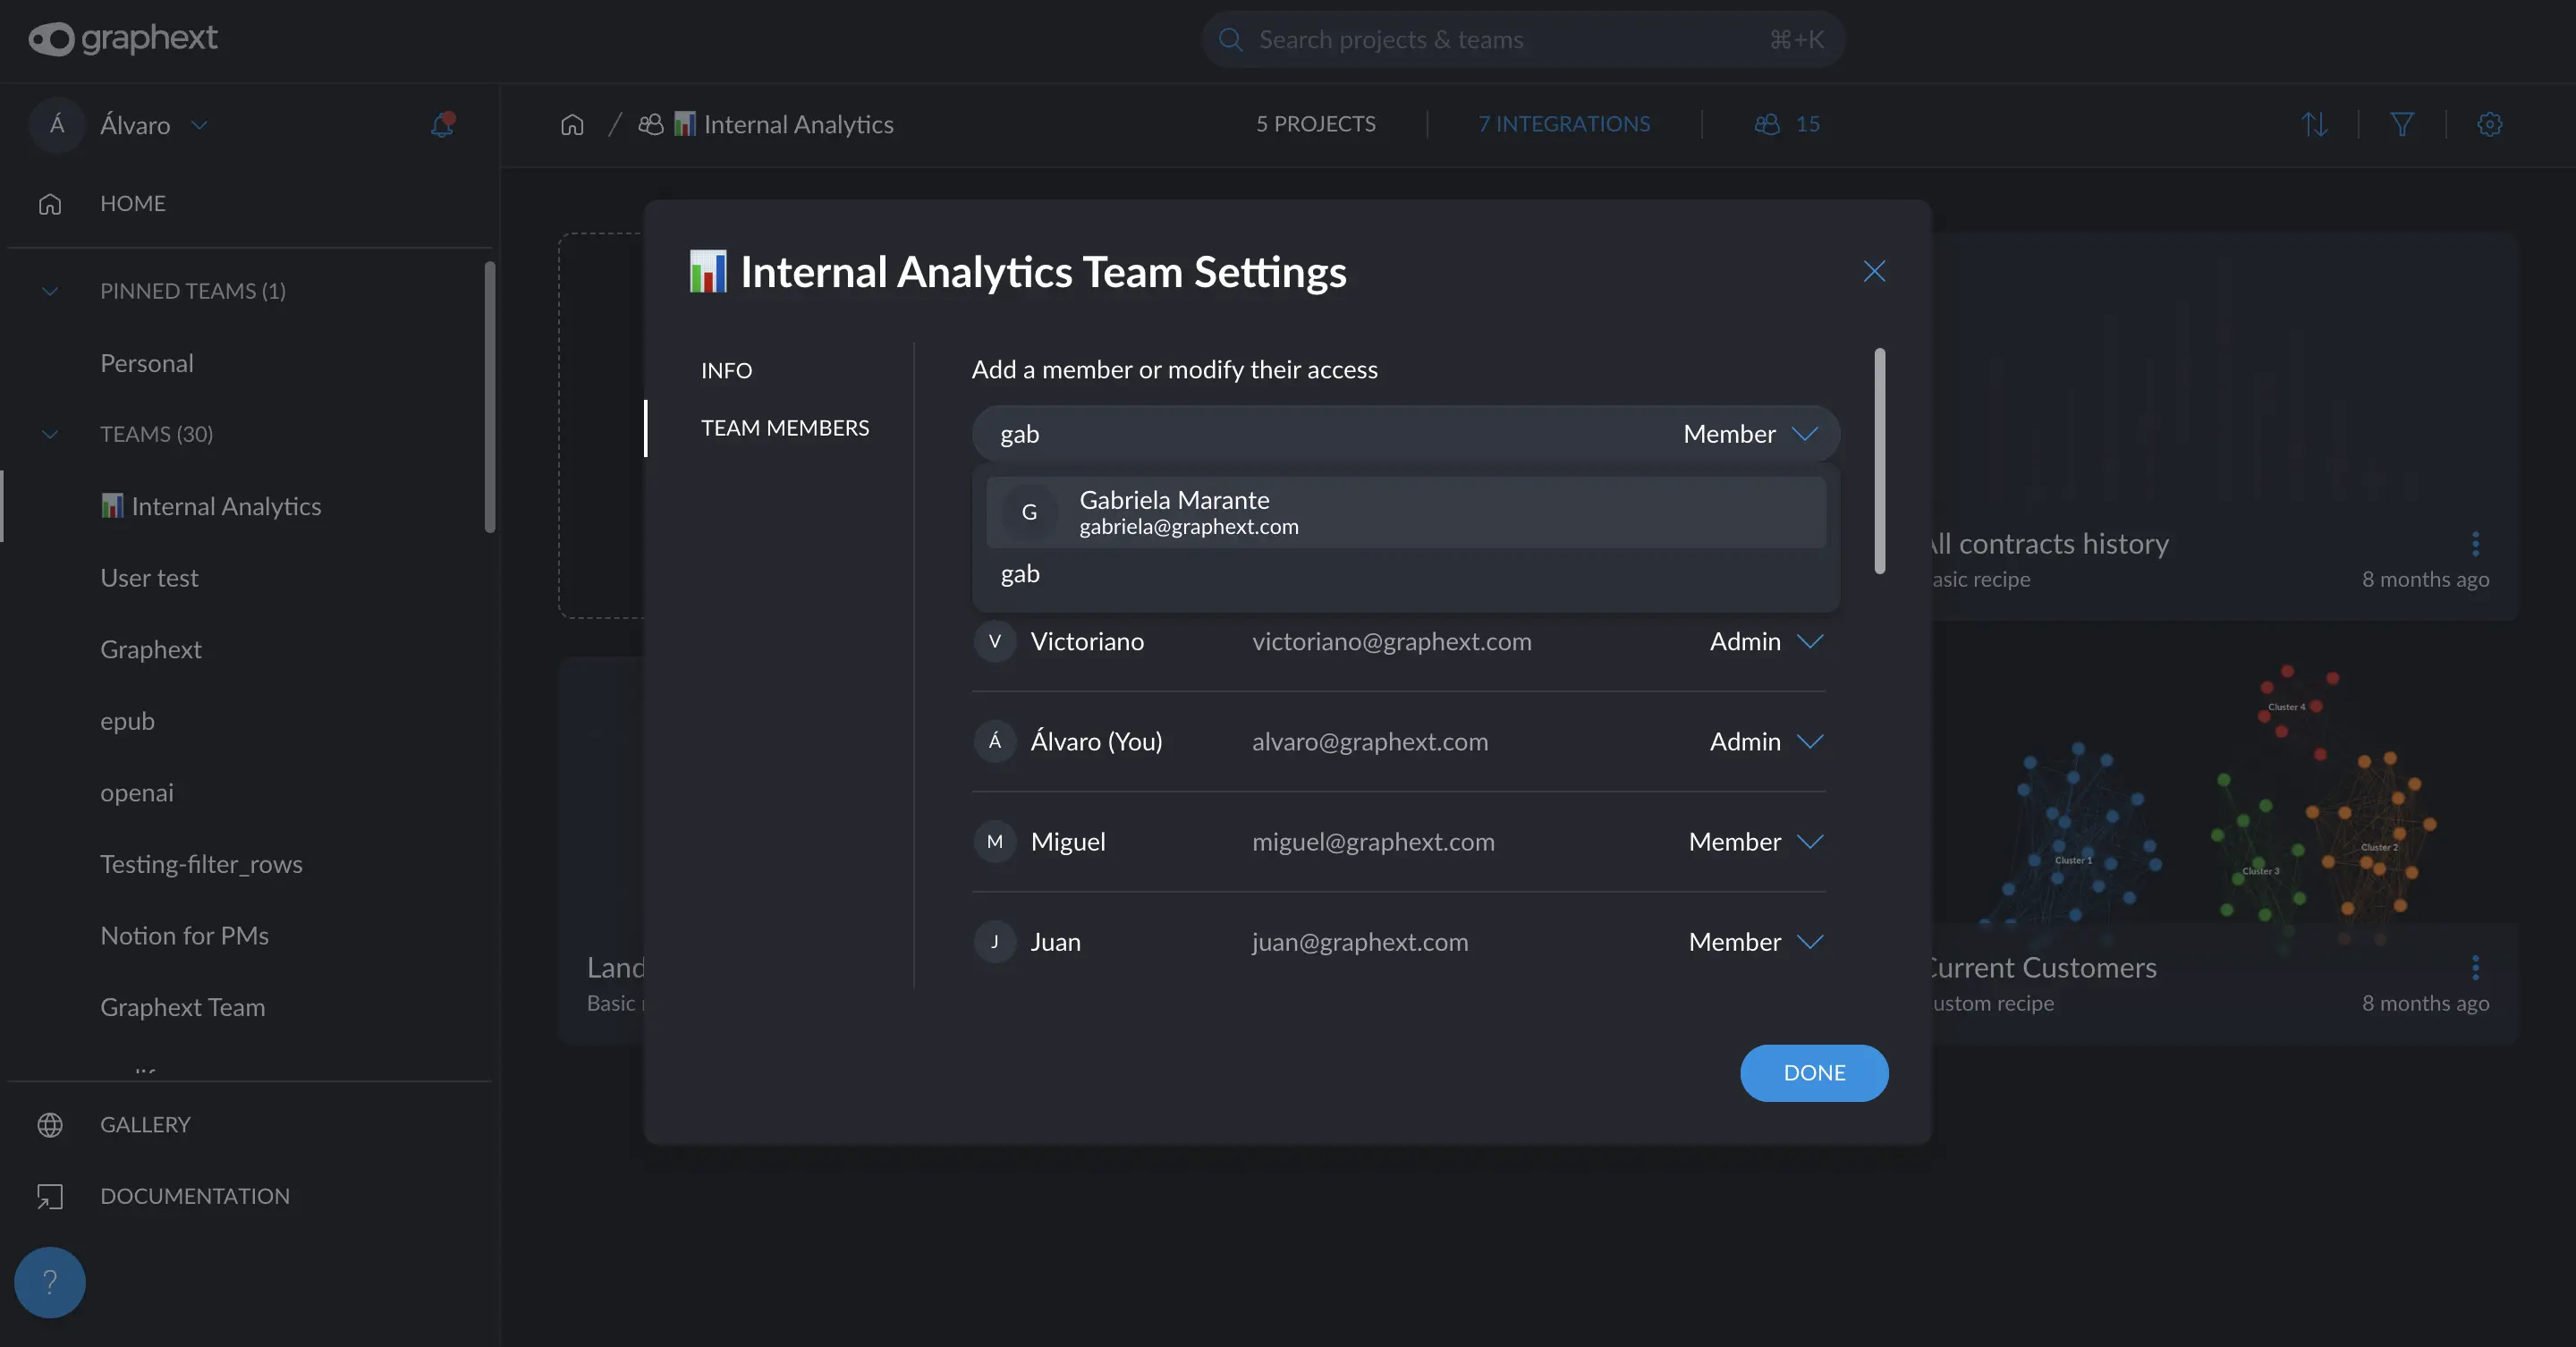 graphext
Search projects & teams
⌘+K
Á
Álvaro
Internal Analytics
5 PROJECTS
7 INTEGRATIONS
15
HOME
PINNED TEAMS (1)
Personal
TEAMS (30)
Internal Analytics
User test
Graphext
epub
openai
Testing-filter_rows
Notion for PMs
Graphext Team
GALLERY
DOCUMENTATION
?
Internal Analytics Team Settings
INFO
TEAM MEMBERS
Add a member or modify their access
gab
Member
G
Gabriela Marante
gabriela@graphext.com
gab
V Victoriano victoriano@graphext.com Admin
Á Álvaro (You) alvaro@graphext.com Admin
M Miguel miguel@graphext.com Member
J Juan juan@graphext.com Member
DONE
All contracts history
asic recipe
8 months ago
Cluster 4
Cluster 1
Cluster 3
Cluster 2
Land
Basic
Current Customers
ustom recipe
8 months ago